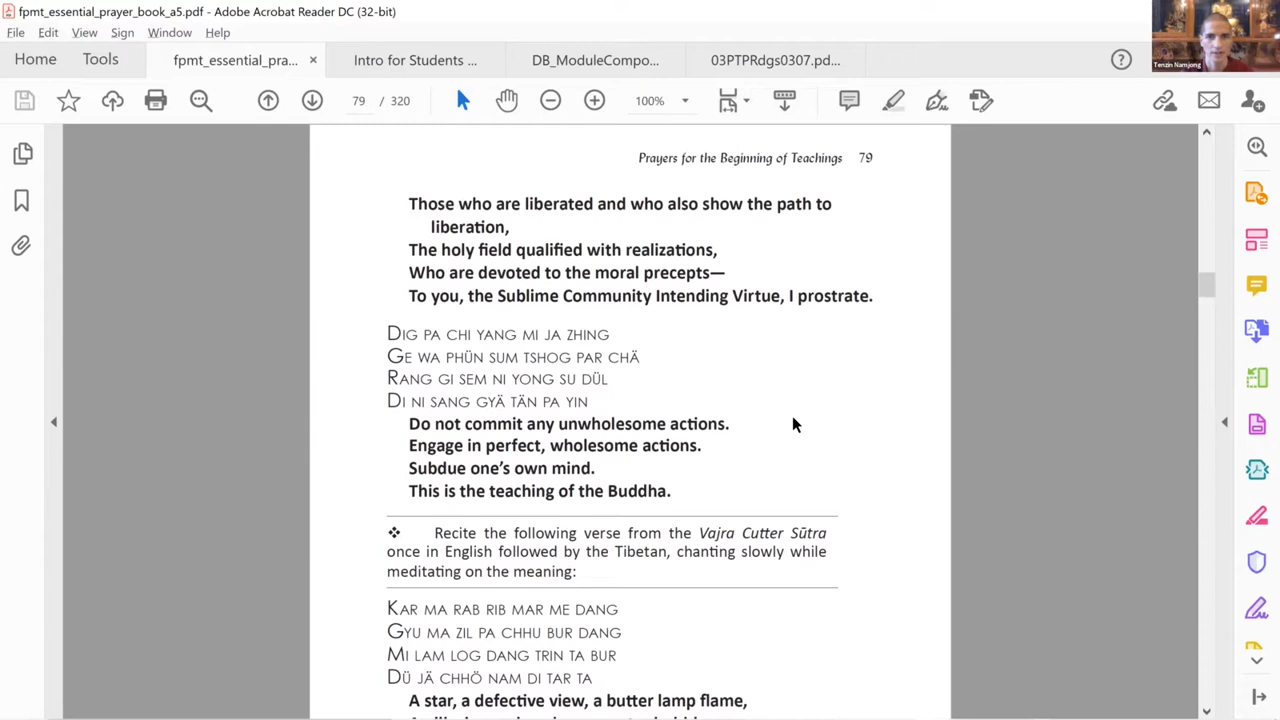 fpmt_essential_prayer_book_a5.pdf - Adobe Acrobat Reader DC (32-bit)
File Edit View Sign Window Help
Home Tools fpmt_essential_pra... × Intro for Students ... DB_ModuleCompo... 03PTPRdgs0307.pd...
79 / 320 100%
Tenzin Namjong
Prayers for the Beginning of Teachings 79
Those who are liberated and who also show the path to
liberation,
The holy field qualified with realizations,
Who are devoted to the moral precepts—
To you, the Sublime Community Intending Virtue, I prostrate.
DIG PA CHI YANG MI JA ZHING
GE WA PHÜN SUM TSHOG PAR CHÄ
RANG GI SEM NI YONG SU DÜL
DI NI SANG GYÄ TÄN PA YIN
Do not commit any unwholesome actions.
Engage in perfect, wholesome actions.
Subdue one's own mind.
This is the teaching of the Buddha.
❖ Recite the following verse from the Vajra Cutter Sūtra
once in English followed by the Tibetan, chanting slowly while
meditating on the meaning:
KAR MA RAB RIB MAR ME DANG
GYU MA ZIL PA CHHU BUR DANG
MI LAM LOG DANG TRIN TA BUR
DÜ JÄ CHHÖ NAM DI TAR TA
A star, a defective view, a butter lamp flame,